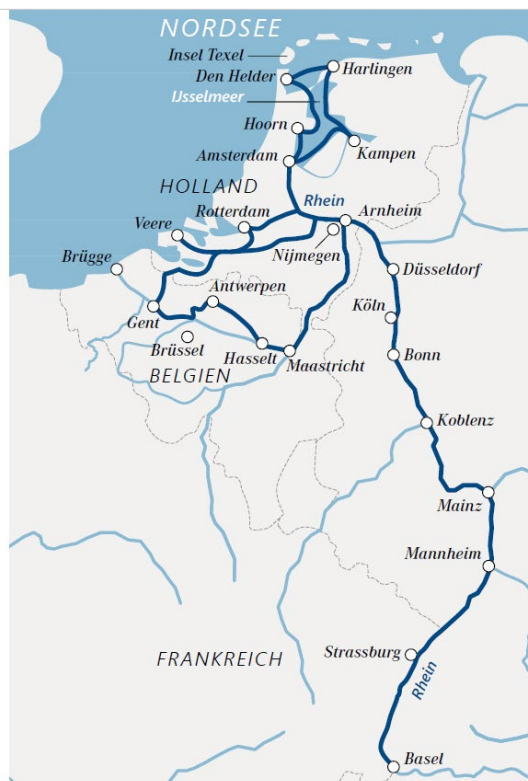 NORDSEE
Insel Texel
Harlingen
Den Helder
IJsselmeer
Hoorn
Kampen
Amsterdam
HOLLAND
Rhein
Rotterdam
Arnheim
Veere
Nijmegen
Brügge
Düsseldorf
Antwerpen
Köln
Gent
Brüssel
Hasselt
Maastricht
Bonn
BELGIEN
Koblenz
Mainz
Mannheim
Strassburg
FRANKREICH
Rhein
Basel